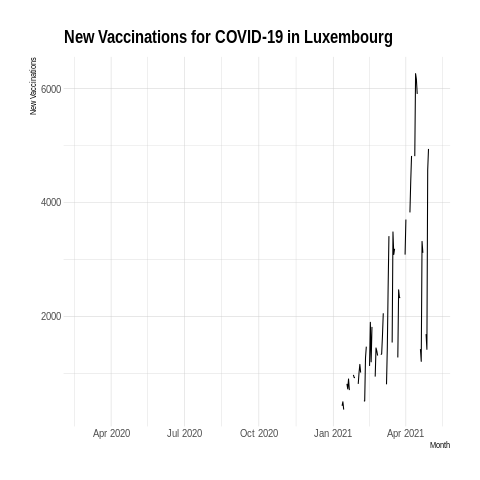 New Vaccinations for COVID-19 in Luxembourg
New Vaccinations
6000
4000
2000
Apr 2020 Jul 2020 Oct 2020 Jan 2021 Apr 2021
Month